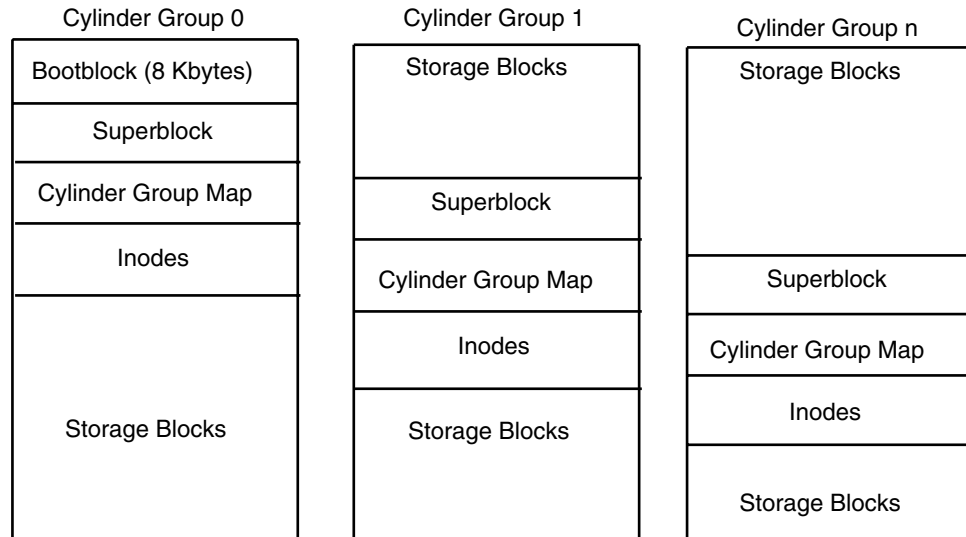 Cylinder Group 0
Bootblock (8 Kbytes)
Superblock
Cylinder Group Map
Inodes
Storage Blocks
Cylinder Group 1
Storage Blocks
Superblock
Cylinder Group Map
Inodes
Storage Blocks
Cylinder Group n
Storage Blocks
Superblock
Cylinder Group Map
Inodes
Storage Blocks